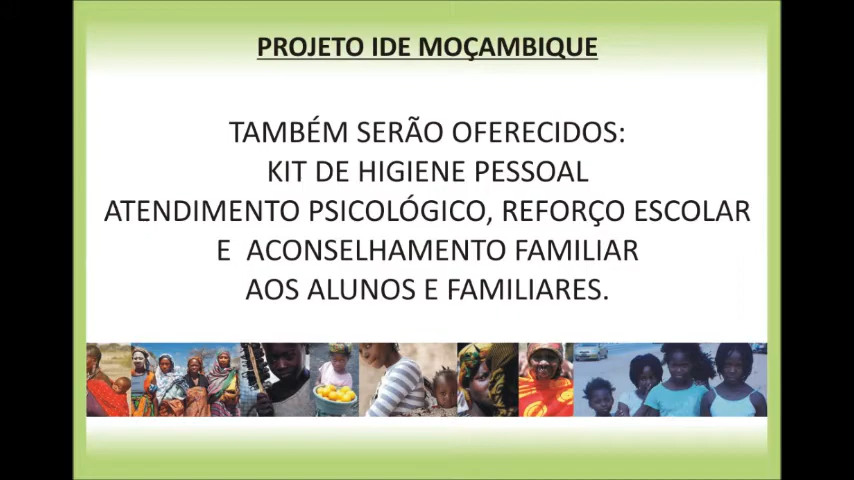 PROJETO IDE MOÇAMBIQUE
TAMBÉM SERÃO OFERECIDOS:
KIT DE HIGIENE PESSOAL
ATENDIMENTO PSICOLÓGICO, REFORÇO ESCOLAR
E ACONSELHAMENTO FAMILIAR
AOS ALUNOS E FAMILIARES.